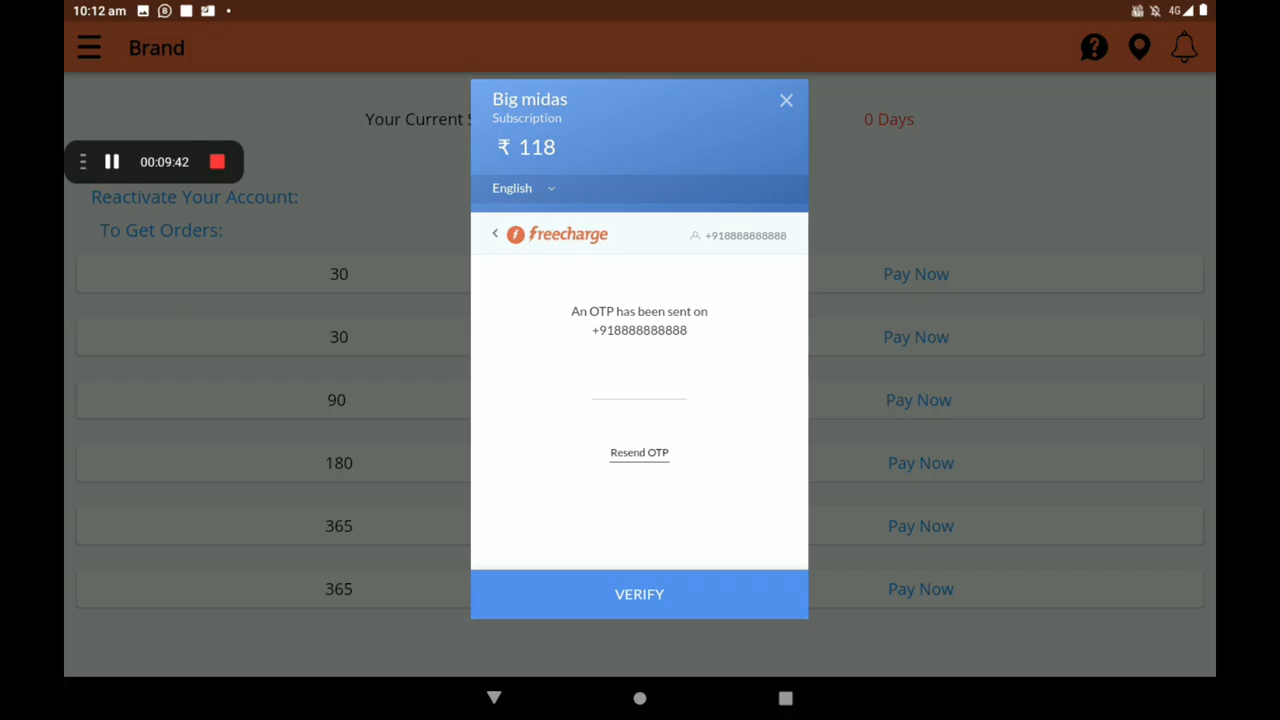 10:12 am
4G
Brand
Your Current S
0 Days
00:09:42
Reactivate Your Account:
To Get Orders:
30 Pay Now
30 Pay Now
90 Pay Now
180 Pay Now
365 Pay Now
365 Pay Now
Big midas
Subscription
₹ 118
English
freecharge
+918888888888
An OTP has been sent on
+918888888888
Resend OTP
VERIFY